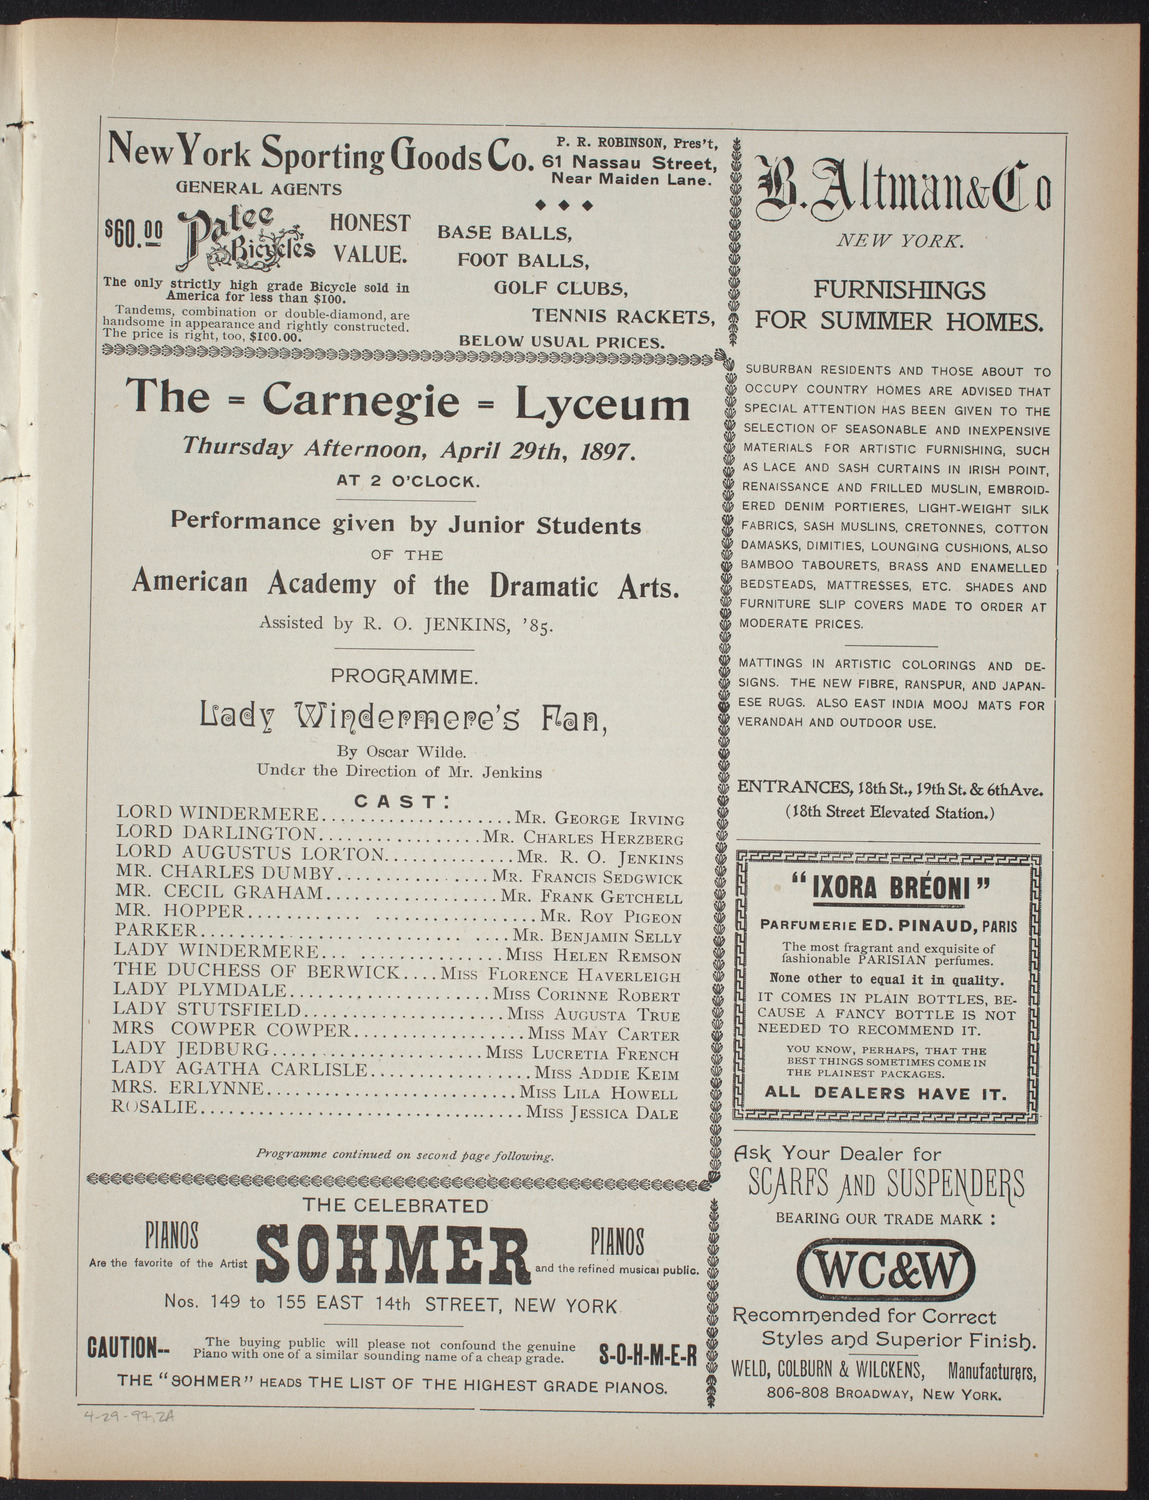 New York Sporting Goods Co.
P. R. ROBINSON, Pres't,
61 Nassau Street,
Near Maiden Lane.
GENERAL AGENTS
$60.00
Patee
Bicycles
HONEST
VALUE.
The only strictly high grade Bicycle sold in
America for less than $100.
Tandems, combination or double-diamond, are
handsome in appearance and rightly constructed.
The price is right, too, $100.00.
BASE BALLS,
FOOT BALLS,
GOLF CLUBS,
TENNIS RACKETS,
BELOW USUAL PRICES.
The = Carnegie = Lyceum
Thursday Afternoon, April 29th, 1897.
AT 2 O'CLOCK.
Performance given by Junior Students
OF THE
American Academy of the Dramatic Arts.
Assisted by R. O. JENKINS, '85.
PROGRAMME.
Lady Windermere's Fan,
By Oscar Wilde.
Under the Direction of Mr. Jenkins
CAST:
LORD WINDERMERE....................MR. GEORGE IRVING
LORD DARLINGTON.................MR. CHARLES HERZBERG
LORD AUGUSTUS LORTON.............MR. R. O. JENKINS
MR. CHARLES DUMBY................MR. FRANCIS SEDGWICK
MR. CECIL GRAHAM..................MR. FRANK GETCHELL
MR. HOPPER.............................MR. ROY PIGEON
PARKER...............................MR. BENJAMIN SELLY
LADY WINDERMERE... ...............MISS HELEN REMSON
THE DUCHESS OF BERWICK....MISS FLORENCE HAVERLEIGH
LADY PLYMDALE.....................MISS CORINNE ROBERT
LADY STUTSFIELD.....................MISS AUGUSTA TRUE
MRS COWPER COWPER..................MISS MAY CARTER
LADY JEDBURG......................MISS LUCRETIA FRENCH
LADY AGATHA CARLISLE.................MISS ADDIE KEIM
MRS. ERLYNNE..........................MISS LILA HOWELL
ROSALIE..................................MISS JESSICA DALE
Programme continued on second page following.
THE CELEBRATED
PIANOS
Are the favorite of the Artist
SOHMER
PIANOS
and the refined musical public.
Nos. 149 to 155 EAST 14th STREET, NEW YORK
CAUTION--
The buying public will please not confound the genuine
Piano with one of a similar sounding name of a cheap grade.
S-O-H-M-E-R
THE "SOHMER" HEADS THE LIST OF THE HIGHEST GRADE PIANOS.
4-29-97,2A
B. Altman & Co
NEW YORK.
FURNISHINGS
FOR SUMMER HOMES.
SUBURBAN RESIDENTS AND THOSE ABOUT TO
OCCUPY COUNTRY HOMES ARE ADVISED THAT
SPECIAL ATTENTION HAS BEEN GIVEN TO THE
SELECTION OF SEASONABLE AND INEXPENSIVE
MATERIALS FOR ARTISTIC FURNISHING, SUCH
AS LACE AND SASH CURTAINS IN IRISH POINT,
RENAISSANCE AND FRILLED MUSLIN, EMBROID-
ERED DENIM PORTIERES, LIGHT-WEIGHT SILK
FABRICS, SASH MUSLINS, CRETONNES, COTTON
DAMASKS, DIMITIES, LOUNGING CUSHIONS, ALSO
BAMBOO TABOURETS, BRASS AND ENAMELLED
BEDSTEADS, MATTRESSES, ETC. SHADES AND
FURNITURE SLIP COVERS MADE TO ORDER AT
MODERATE PRICES.
MATTINGS IN ARTISTIC COLORINGS AND DE-
SIGNS. THE NEW FIBRE, RANSPUR, AND JAPAN-
ESE RUGS. ALSO EAST INDIA MOOJ MATS FOR
VERANDAH AND OUTDOOR USE.
ENTRANCES, 18th St., 19th St. & 6th Ave.
(18th Street Elevated Station.)
"IXORA BRÉONI"
PARFUMERIE ED. PINAUD, PARIS
The most fragrant and exquisite of
fashionable PARISIAN perfumes.
None other to equal it in quality.
IT COMES IN PLAIN BOTTLES, BE-
CAUSE A FANCY BOTTLE IS NOT
NEEDED TO RECOMMEND IT.
YOU KNOW, PERHAPS, THAT THE
BEST THINGS SOMETIMES COME IN
THE PLAINEST PACKAGES.
ALL DEALERS HAVE IT.
Ask Your Dealer for
SCARFS AND SUSPENDERS
BEARING OUR TRADE MARK :
WC&W
Recommended for Correct
Styles and Superior Finish.
WELD, COLBURN & WILCKENS, Manufacturers,
806-808 BROADWAY, NEW YORK.